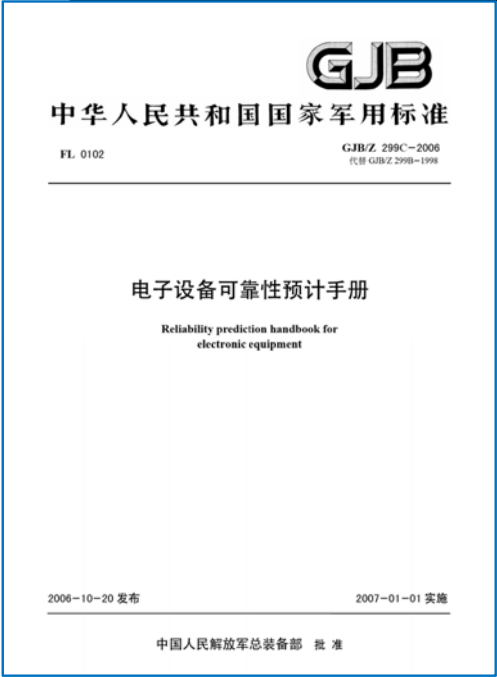 GJB
中华人民共和国国家军用标准
FL 0102
GJB/Z 299C-2006
代替 GJB/Z 299B-1998
电子设备可靠性预计手册
Reliability prediction handbook for
electronic equipment
2006-10-20 发布
2007-01-01 实施
中国人民解放军总装备部 批 准